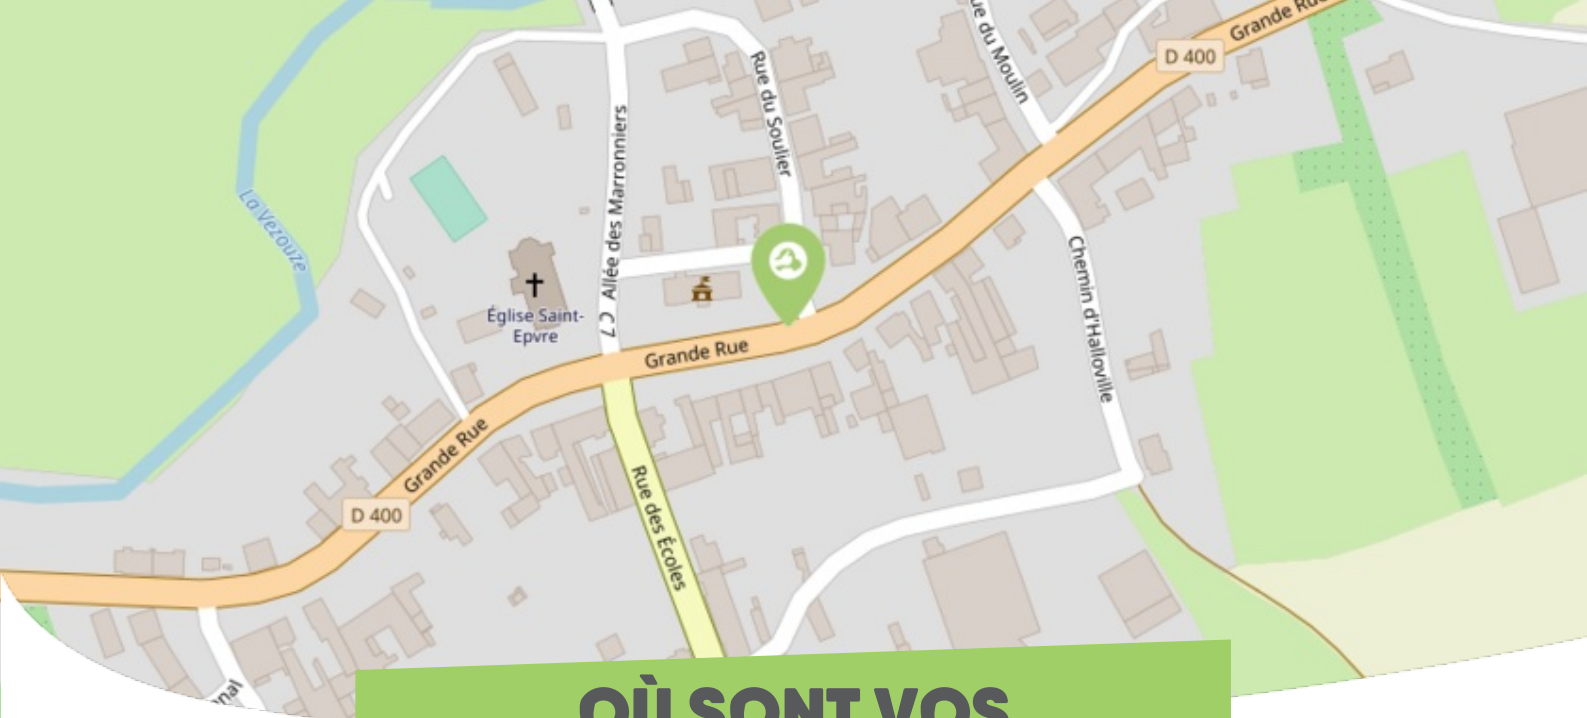 Grande Rue
D 400
Rue du Moulin
Rue du Soulier
Allée des Marronniers
C 7
La Vezouze
Église Saint-
Epvre
Chemin d'Halloville
Grande Rue
Grande Rue
D 400
Rue des Écoles
OÙ SONT VOS